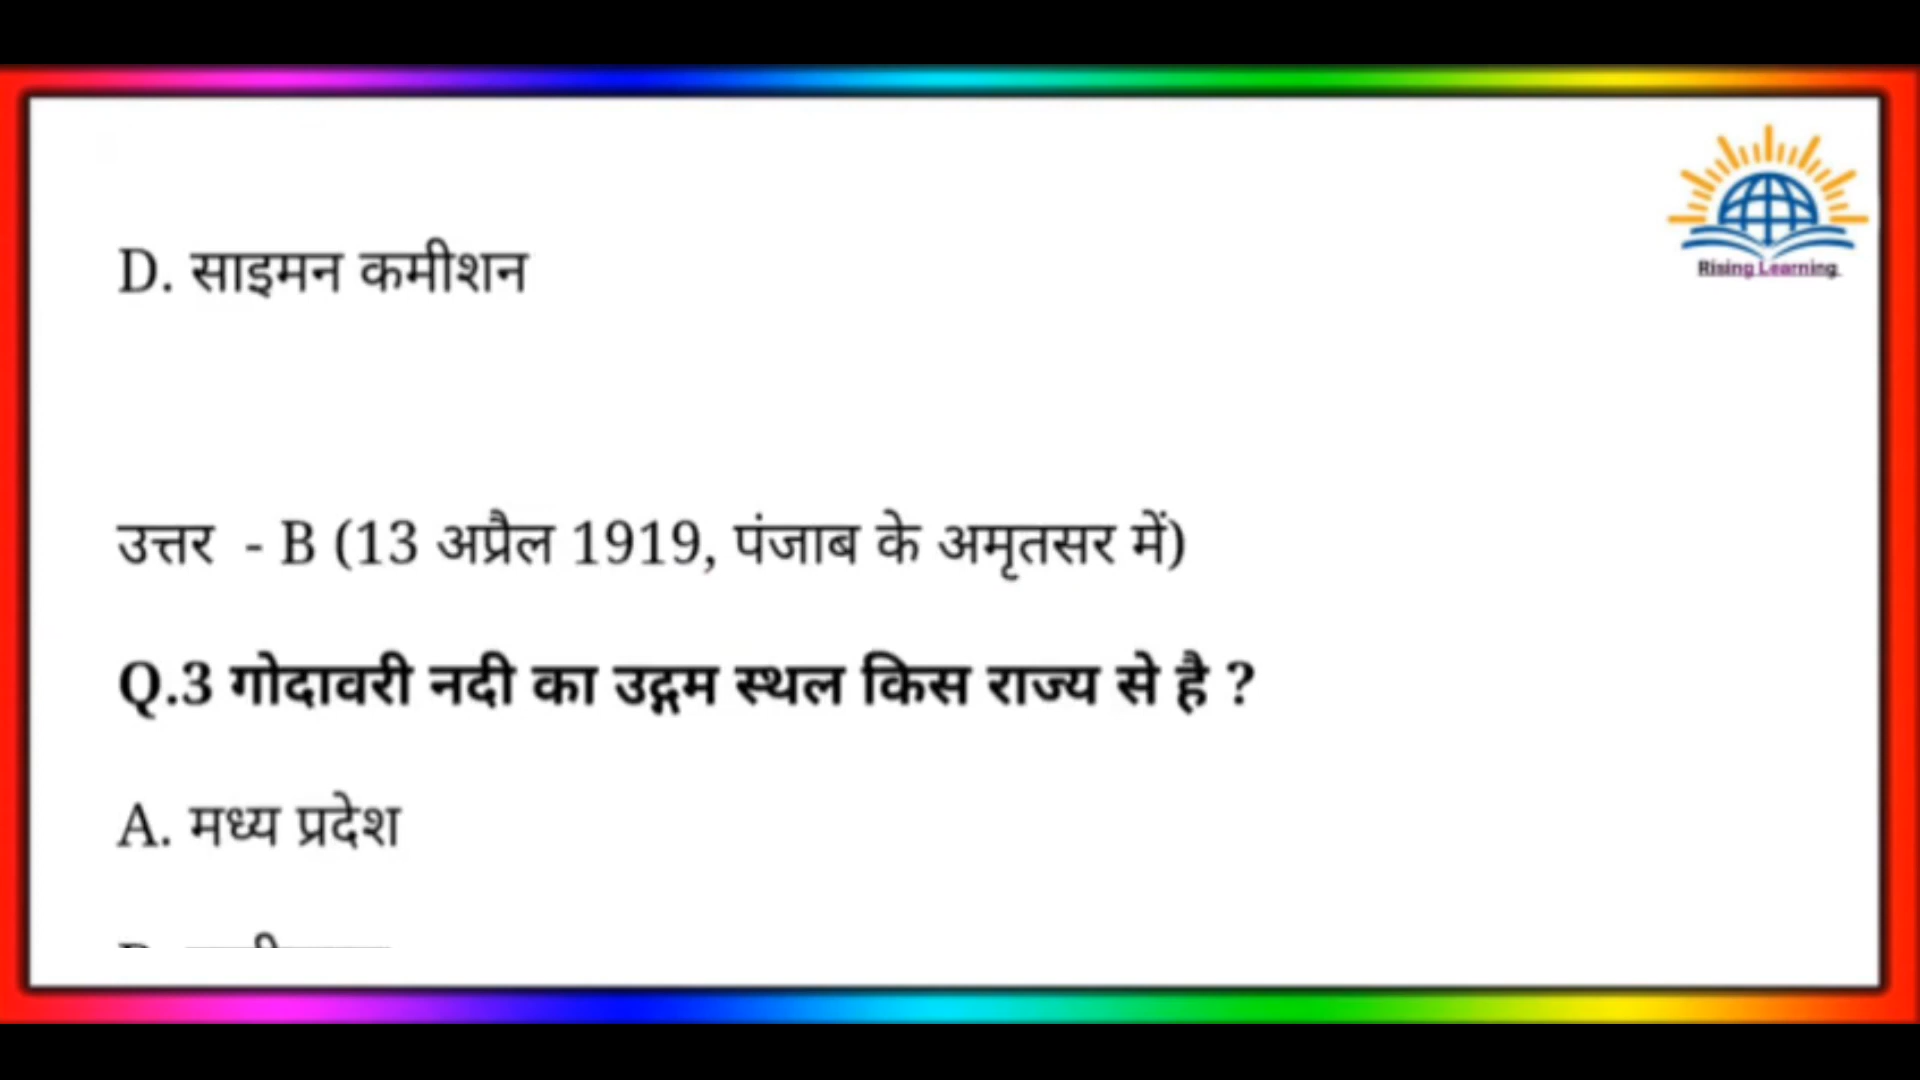 Rising Learning
D. साइमन कमीशन
उत्तर - B (13 अप्रैल 1919, पंजाब के अमृतसर में)
Q.3 गोदावरी नदी का उद्गम स्थल किस राज्य से है ?
A. मध्य प्रदेश